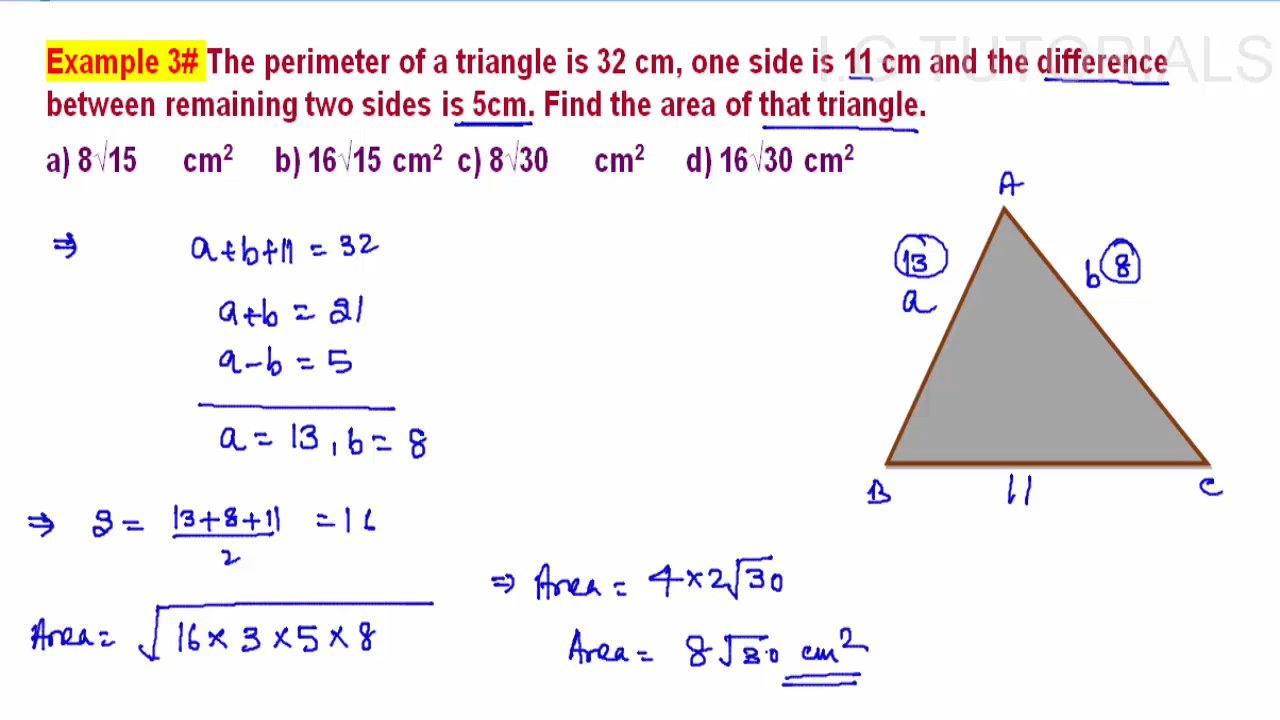 I.G TUTORIALS
Example 3# The perimeter of a triangle is 32 cm, one side is 11 cm and the difference
between remaining two sides is 5cm. Find the area of that triangle.
a) 8√15 cm² b) 16√15 cm² c) 8√30 cm² d) 16√30 cm²
A
⇒ a+b+11 = 32
13 b 8
a
a+b = 21
a-b = 5
a = 13, b = 8
B 11 C
⇒ S = 13+8+11/2 = 16
⇒ Area = 4×2√30
Area = √16×3×5×8
Area = 8√30 cm²